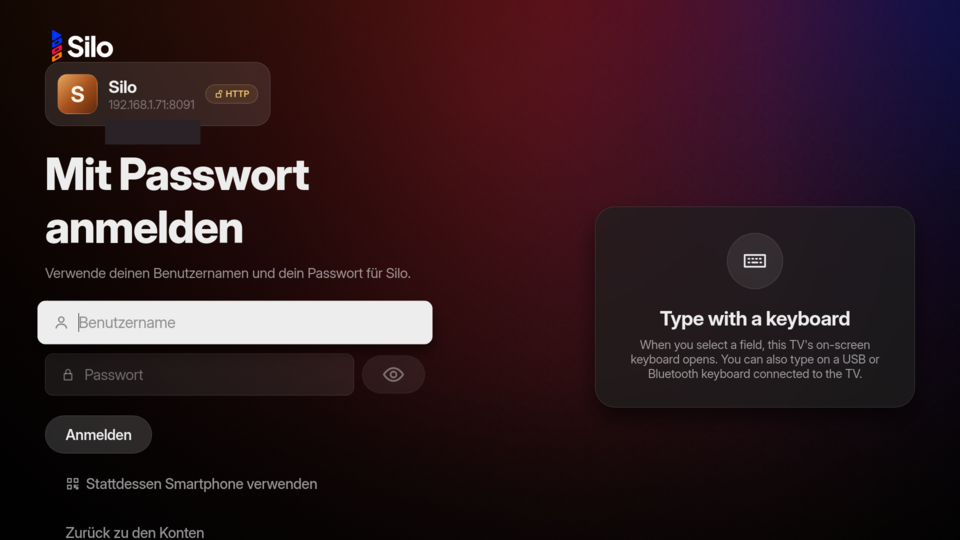 Silo
S
Silo
192.168.1.71:8091
HTTP
Mit Passwort
anmelden
Verwende deinen Benutzernamen und dein Passwort für Silo.
Benutzername
Passwort
Anmelden
Stattdessen Smartphone verwenden
Zurück zu den Konten
Type with a keyboard
When you select a field, this TV's on-screen
keyboard opens. You can also type on a USB or
Bluetooth keyboard connected to the TV.